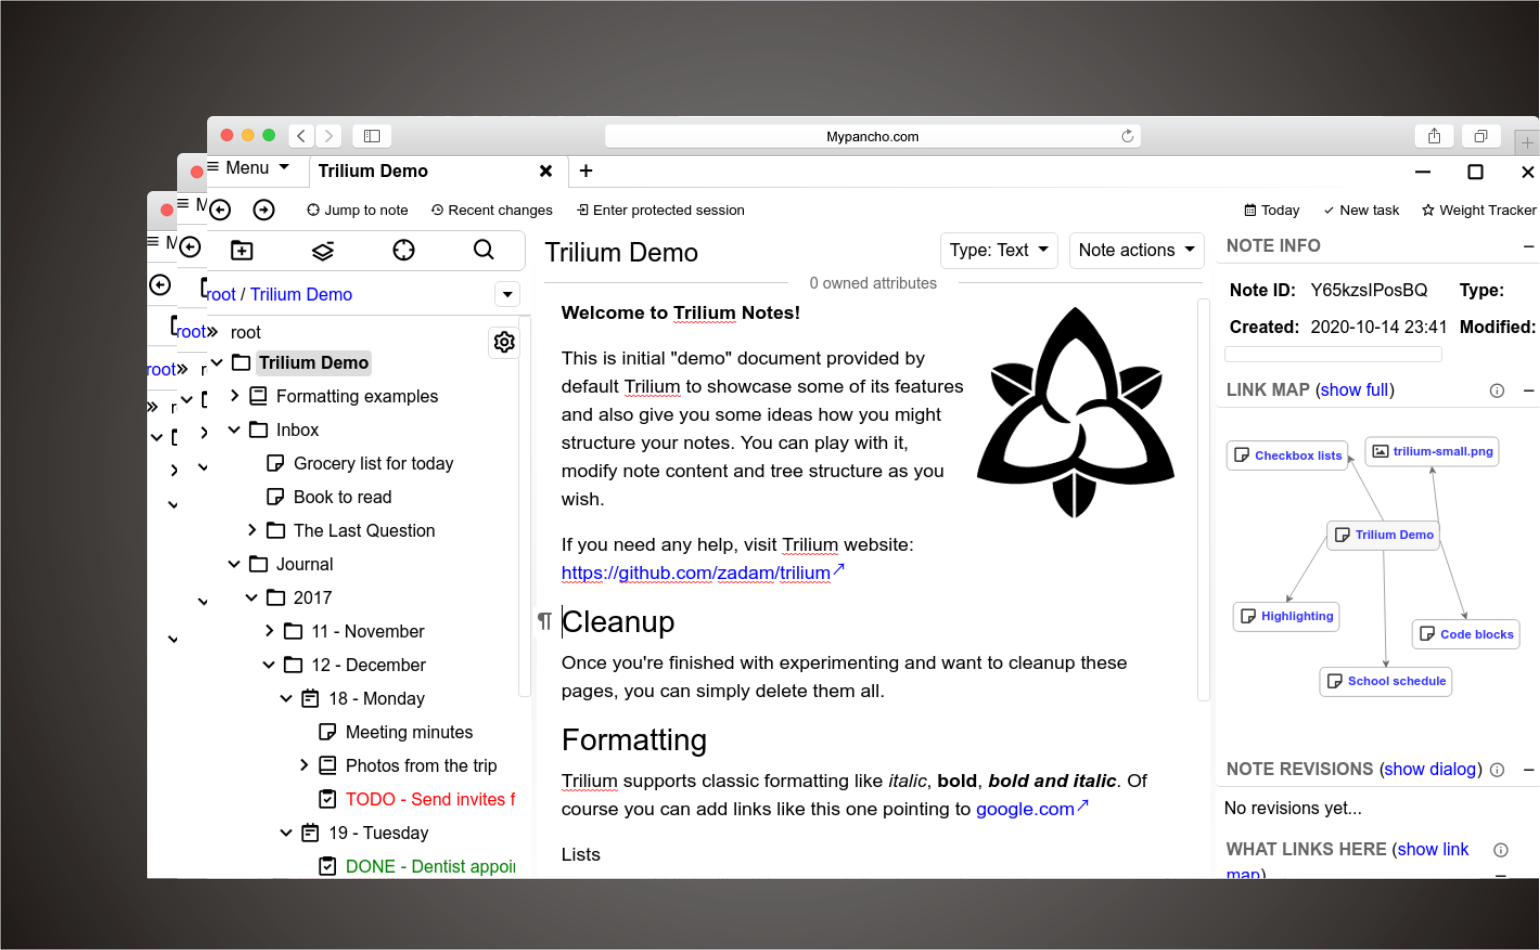 Mypancho.com
Menu
Trilium Demo
Jump to note
Recent changes
Enter protected session
Today
New task
Weight Tracker
root / Trilium Demo
root
Trilium Demo
Formatting examples
Inbox
Grocery list for today
Book to read
The Last Question
Journal
2017
11 - November
12 - December
18 - Monday
Meeting minutes
Photos from the trip
TODO - Send invites f
19 - Tuesday
DONE - Dentist appoi
Trilium Demo
Type: Text
Note actions
0 owned attributes
Welcome to Trilium Notes!
This is initial "demo" document provided by
default Trilium to showcase some of its features
and also give you some ideas how you might
structure your notes. You can play with it,
modify note content and tree structure as you
wish.
If you need any help, visit Trilium website:
https://github.com/zadam/trilium
¶ Cleanup
Once you're finished with experimenting and want to cleanup these
pages, you can simply delete them all.
Formatting
Trilium supports classic formatting like italic, bold, bold and italic. Of
course you can add links like this one pointing to google.com
Lists
NOTE INFO
Note ID: Y65kzsIPosBQ Type:
Created: 2020-10-14 23:41 Modified:
LINK MAP (show full)
Checkbox lists
trilium-small.png
Trilium Demo
Highlighting
Code blocks
School schedule
NOTE REVISIONS (show dialog)
No revisions yet...
WHAT LINKS HERE (show link
map)
M
root
M
root